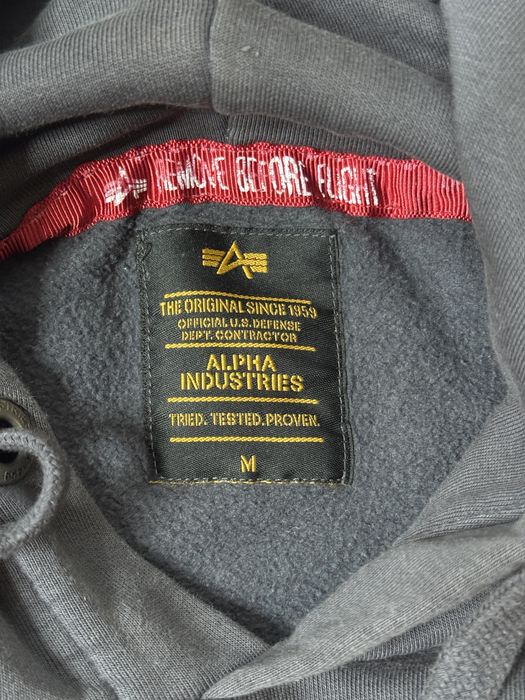 REMOVE BEFORE FLIGHT
THE ORIGINAL SINCE 1959
OFFICIAL U.S. DEFENSE
DEPT. CONTRACTOR
ALPHA
INDUSTRIES
TRIED. TESTED. PROVEN.
M